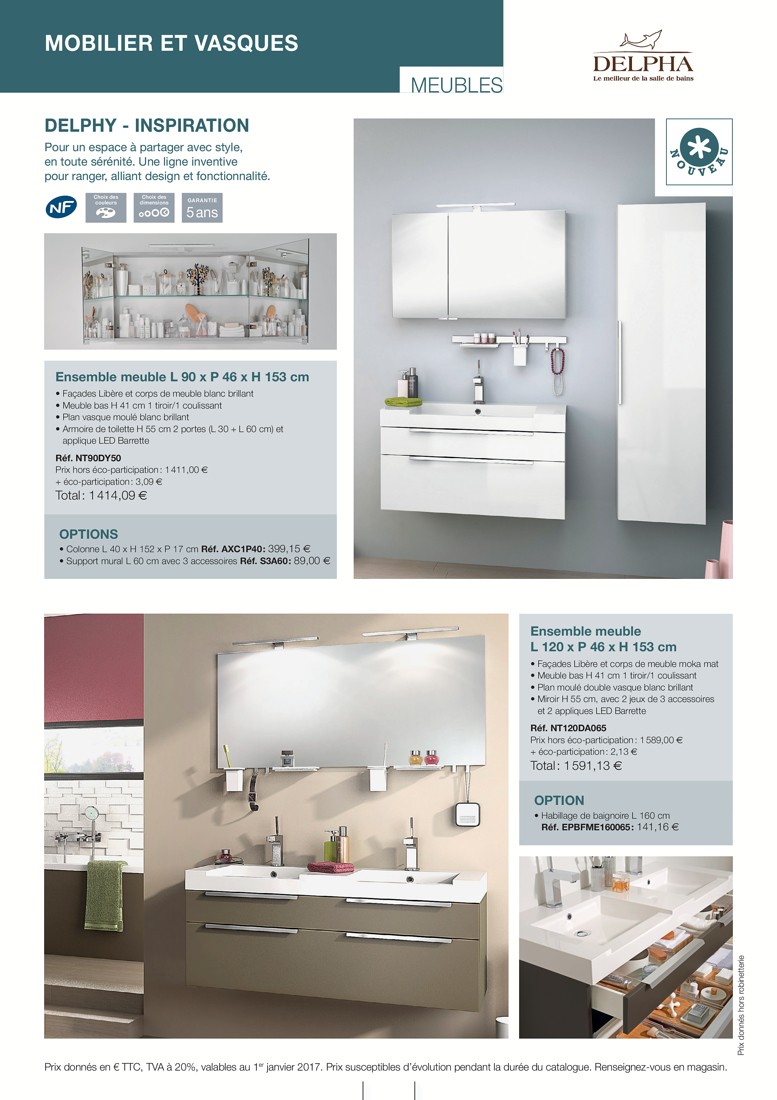 MOBILIER ET VASQUES
MEUBLES
DELPHA
Le meilleur de la salle de bains
DELPHY - INSPIRATION
Pour un espace à partager avec style,
en toute sérénité. Une ligne inventive
pour ranger, alliant design et fonctionnalité.
NF
Choix des
couleurs
Choix des
dimensions
GARANTIE
5 ans
NOUVEAU
Ensemble meuble L 90 x P 46 x H 153 cm
• Façades Libère et corps de meuble blanc brillant
• Meuble bas H 41 cm 1 tiroir/1 coulissant
• Plan vasque moulé blanc brillant
• Armoire de toilette H 55 cm 2 portes (L 30 + L 60 cm) et
applique LED Barrette
Réf. NT90DY50
Prix hors éco-participation : 1 411,00 €
+ éco-participation : 3,09 €
Total : 1 414,09 €
OPTIONS
• Colonne L 40 x H 152 x P 17 cm Réf. AXC1P40 : 399,15 €
• Support mural L 60 cm avec 3 accessoires Réf. S3A60 : 89,00 €
Ensemble meuble
L 120 x P 46 x H 153 cm
• Façades Libère et corps de meuble moka mat
• Meuble bas H 41 cm 1 tiroir/1 coulissant
• Plan moulé double vasque blanc brillant
• Miroir H 55 cm, avec 2 jeux de 3 accessoires
et 2 appliques LED Barrette
Réf. NT120DA065
Prix hors éco-participation : 1 589,00 €
+ éco-participation : 2,13 €
Total : 1 591,13 €
OPTION
• Habillage de baignoire L 160 cm
Réf. EPBFME160065 : 141,16 €
Prix donnés hors robinetterie
Prix donnés en € TTC, TVA à 20%, valables au 1er janvier 2017. Prix susceptibles d'évolution pendant la durée du catalogue. Renseignez-vous en magasin.